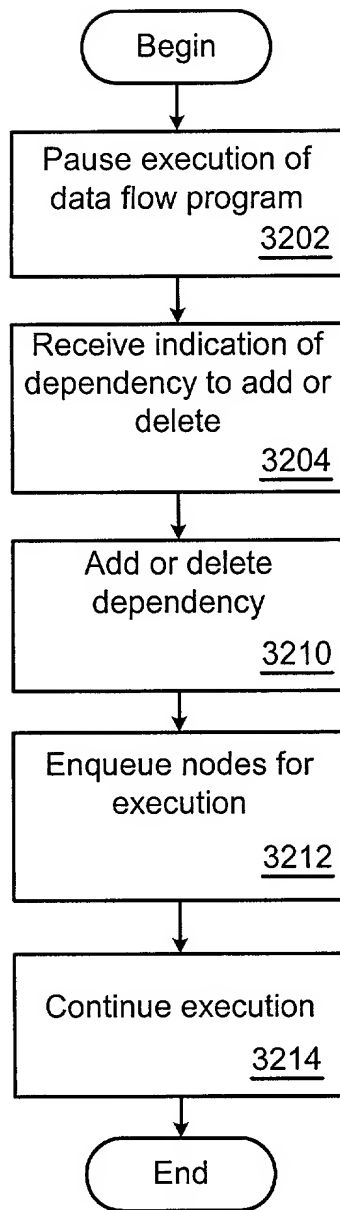 Begin
Pause execution of
data flow program
3202
Receive indication of
dependency to add or
delete
3204
Add or delete
dependency
3210
Enqueue nodes for
execution
3212
Continue execution
3214
End